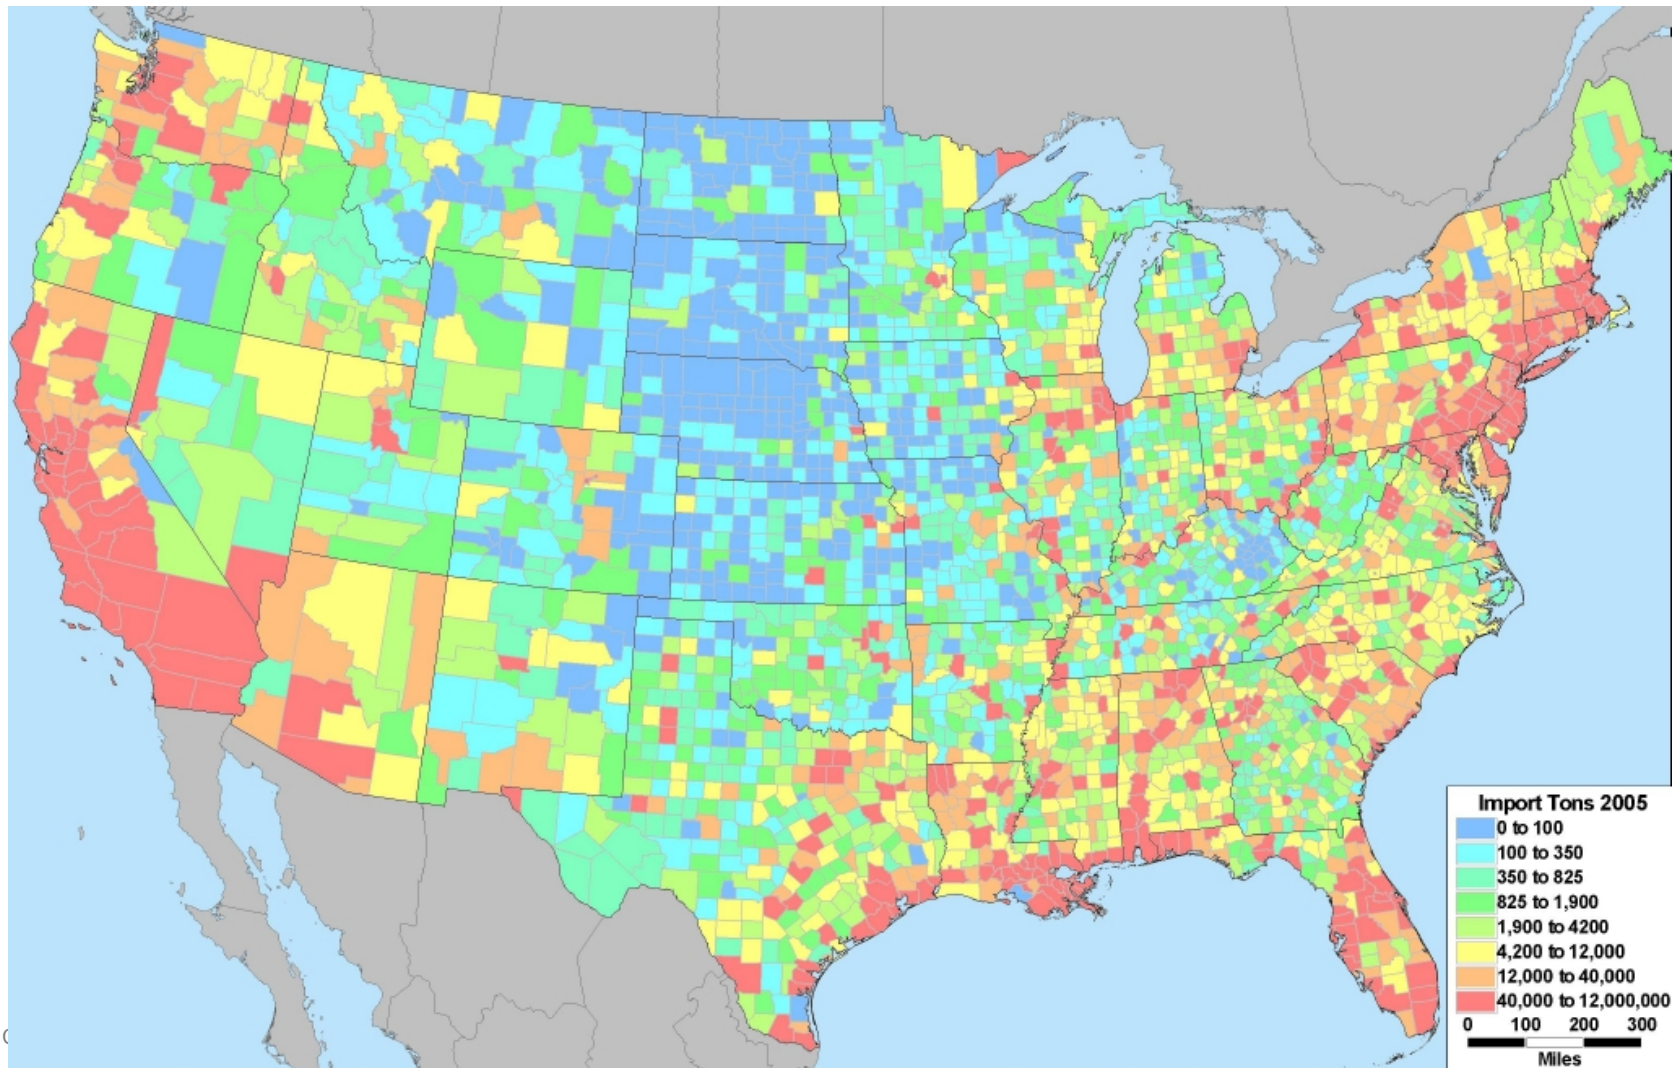 Import Tons 2005
0 to 100
100 to 350
350 to 825
825 to 1,900
1,900 to 4200
4,200 to 12,000
12,000 to 40,000
40,000 to 12,000,000
0 100 200 300
Miles